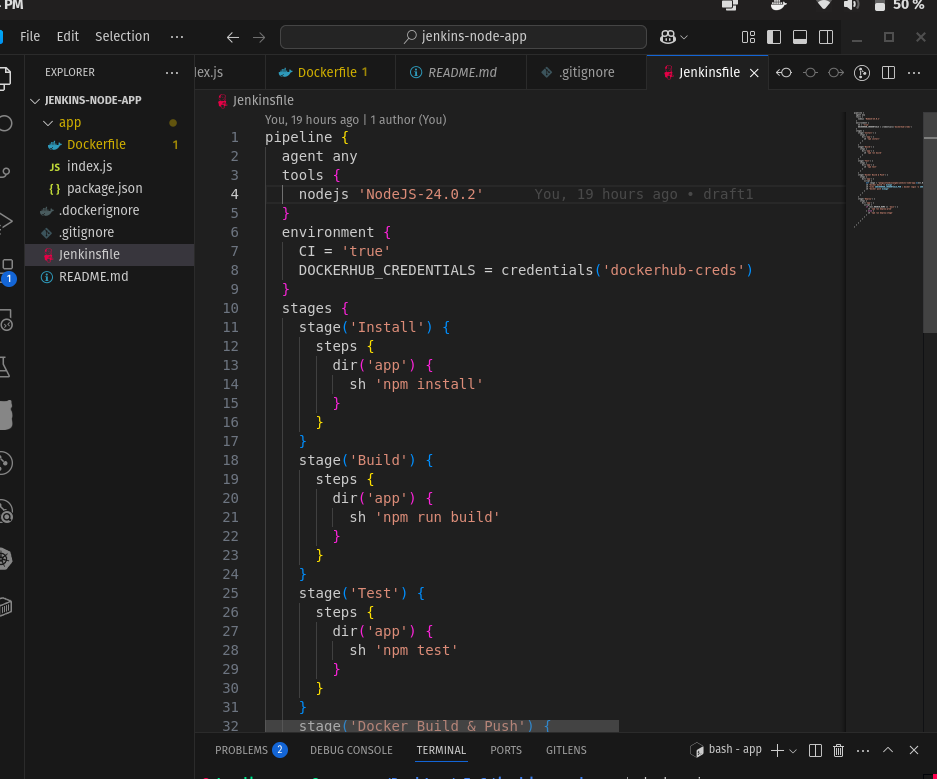 PM
50 %
File Edit Selection ... jenkins-node-app
EXPLORER
JENKINS-NODE-APP
app
Dockerfile 1
JS index.js
{ } package.json
.dockerignore
.gitignore
Jenkinsfile
README.md
1
Dockerfile 1 README.md .gitignore Jenkinsfile
Jenkinsfile
You, 19 hours ago | 1 author (You)
1 pipeline {
2   agent any
3   tools {
4     nodejs 'NodeJS-24.0.2' You, 19 hours ago • draft1
5   }
6   environment {
7     CI = 'true'
8     DOCKERHUB_CREDENTIALS = credentials('dockerhub-creds')
9   }
10   stages {
11     stage('Install') {
12       steps {
13         dir('app') {
14           sh 'npm install'
15         }
16       }
17     }
18     stage('Build') {
19       steps {
20         dir('app') {
21           sh 'npm run build'
22         }
23       }
24     }
25     stage('Test') {
26       steps {
27         dir('app') {
28           sh 'npm test'
29         }
30       }
31     }
32     stage('Docker Build & Push') {
PROBLEMS 2 DEBUG CONSOLE TERMINAL PORTS GITLENS bash - app